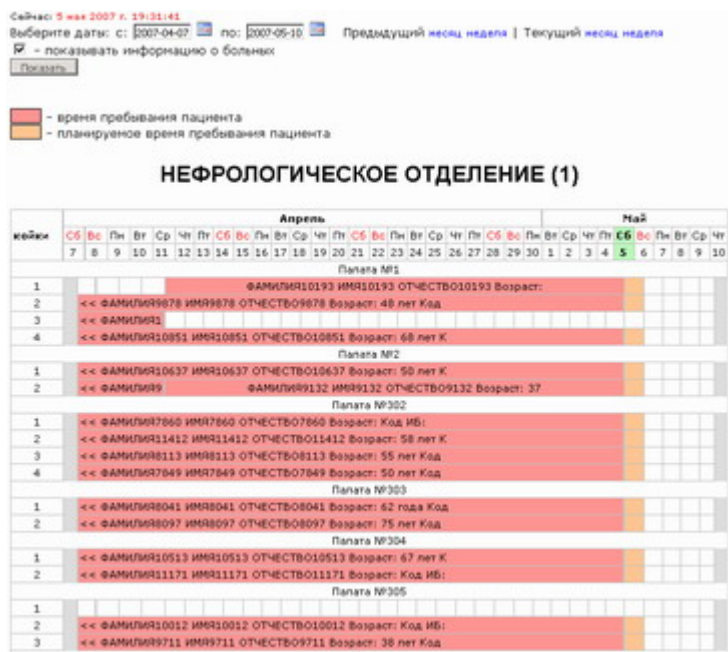 Сейчас: 5 мая 2007 г. 19:31:41
Выберите даты: с: 2007-04-07 по: 2007-05-10 Предыдущий месяц неделя | Текущий месяц неделя
- показывать информацию о больных
Показать
- время пребывания пациента
- планируемое время пребывания пациента
НЕФРОЛОГИЧЕСКОЕ ОТДЕЛЕНИЕ (1)
Апрель Май
койки Сб Вс Пн Вт Ср Чт Пт Сб Вс Пн Вт Ср Чт Пт Сб Вс Пн Вт Ср Чт Пт Сб Вс Пн Вт Ср Чт Пт Сб Вс Пн Вт Ср Чт
7 8 9 10 11 12 13 14 15 16 17 18 19 20 21 22 23 24 25 26 27 28 29 30 1 2 3 4 5 6 7 8 9 10
Палата №1
1 ФАМИЛИЯ10193 ИМЯ10193 ОТЧЕСТВО10193 Возраст:
2 << ФАМИЛИЯ9878 ИМЯ9878 ОТЧЕСТВО9878 Возраст: 48 лет Код
3 << ФАМИЛИЯ1
4 << ФАМИЛИЯ10851 ИМЯ10851 ОТЧЕСТВО10851 Возраст: 68 лет К
Палата №2
1 << ФАМИЛИЯ10637 ИМЯ10637 ОТЧЕСТВО10637 Возраст: 50 лет К
2 << ФАМИЛИЯ9 ФАМИЛИЯ9132 ИМЯ9132 ОТЧЕСТВО9132 Возраст: 37
Палата №302
1 << ФАМИЛИЯ7860 ИМЯ7860 ОТЧЕСТВО7860 Возраст: Код ИБ:
2 << ФАМИЛИЯ11412 ИМЯ11412 ОТЧЕСТВО11412 Возраст: 58 лет К
3 << ФАМИЛИЯ8113 ИМЯ8113 ОТЧЕСТВО8113 Возраст: 55 лет Код
4 << ФАМИЛИЯ7849 ИМЯ7849 ОТЧЕСТВО7849 Возраст: 50 лет Код
Палата №303
1 << ФАМИЛИЯ8041 ИМЯ8041 ОТЧЕСТВО8041 Возраст: 62 года Код
2 << ФАМИЛИЯ8097 ИМЯ8097 ОТЧЕСТВО8097 Возраст: 75 лет Код
Палата №304
1 << ФАМИЛИЯ10513 ИМЯ10513 ОТЧЕСТВО10513 Возраст: 67 лет К
2 << ФАМИЛИЯ11171 ИМЯ11171 ОТЧЕСТВО11171 Возраст: Код ИБ:
Палата №305
1
2 << ФАМИЛИЯ10012 ИМЯ10012 ОТЧЕСТВО10012 Возраст: Код ИБ:
3 << ФАМИЛИЯ9711 ИМЯ9711 ОТЧЕСТВО9711 Возраст: 38 лет Код